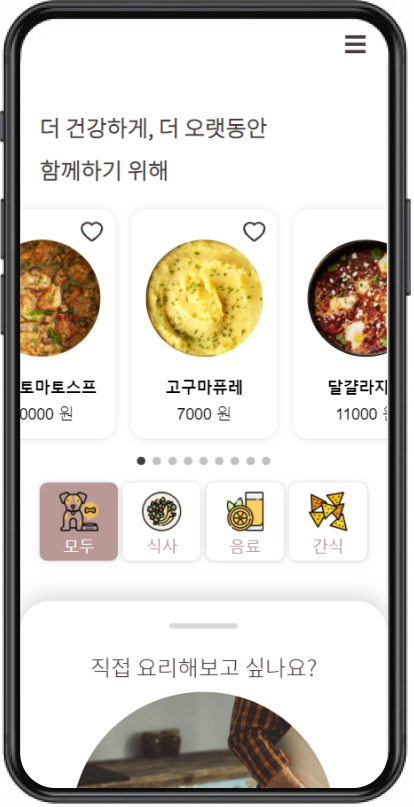 더 건강하게, 더 오랫동안
함께하기 위해
토마토스프
고구마퓨레
달걀라지
0000 원
7000 원
11000 원
모두
식사
음료
간식
직접 요리해보고 싶나요?